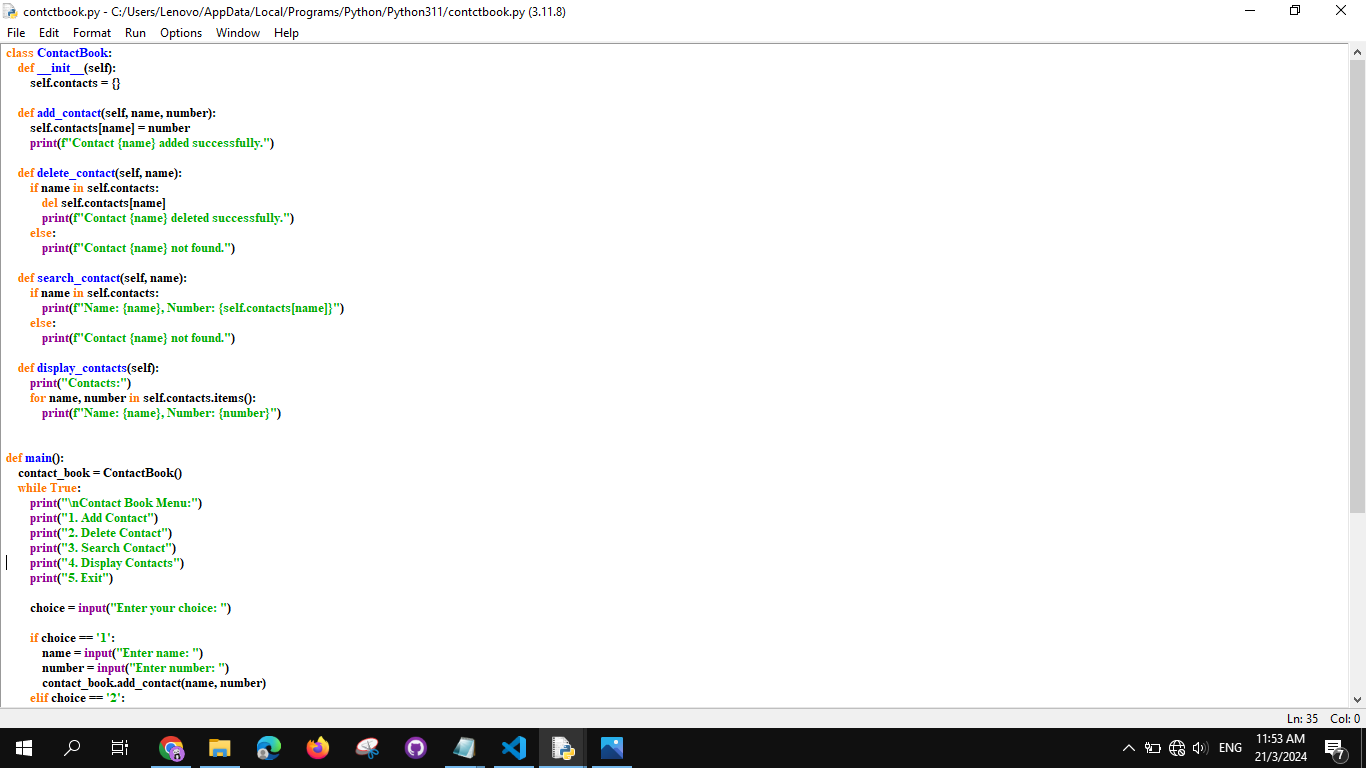 contctbook.py - C:/Users/Lenovo/AppData/Local/Programs/Python/Python311/contctbook.py (3.11.8)
File Edit Format Run Options Window Help
class ContactBook:
    def __init__(self):
        self.contacts = {}

    def add_contact(self, name, number):
        self.contacts[name] = number
        print(f"Contact {name} added successfully.")

    def delete_contact(self, name):
        if name in self.contacts:
            del self.contacts[name]
            print(f"Contact {name} deleted successfully.")
        else:
            print(f"Contact {name} not found.")

    def search_contact(self, name):
        if name in self.contacts:
            print(f"Name: {name}, Number: {self.contacts[name]}")
        else:
            print(f"Contact {name} not found.")

    def display_contacts(self):
        print("Contacts:")
        for name, number in self.contacts.items():
            print(f"Name: {name}, Number: {number}")


def main():
    contact_book = ContactBook()
    while True:
        print("\nContact Book Menu:")
        print("1. Add Contact")
        print("2. Delete Contact")
        print("3. Search Contact")
        print("4. Display Contacts")
        print("5. Exit")

        choice = input("Enter your choice: ")

        if choice == '1':
            name = input("Enter name: ")
            number = input("Enter number: ")
            contact_book.add_contact(name, number)
        elif choice == '2':
Ln: 35 Col: 0
ENG
11:53 AM
21/3/2024
7